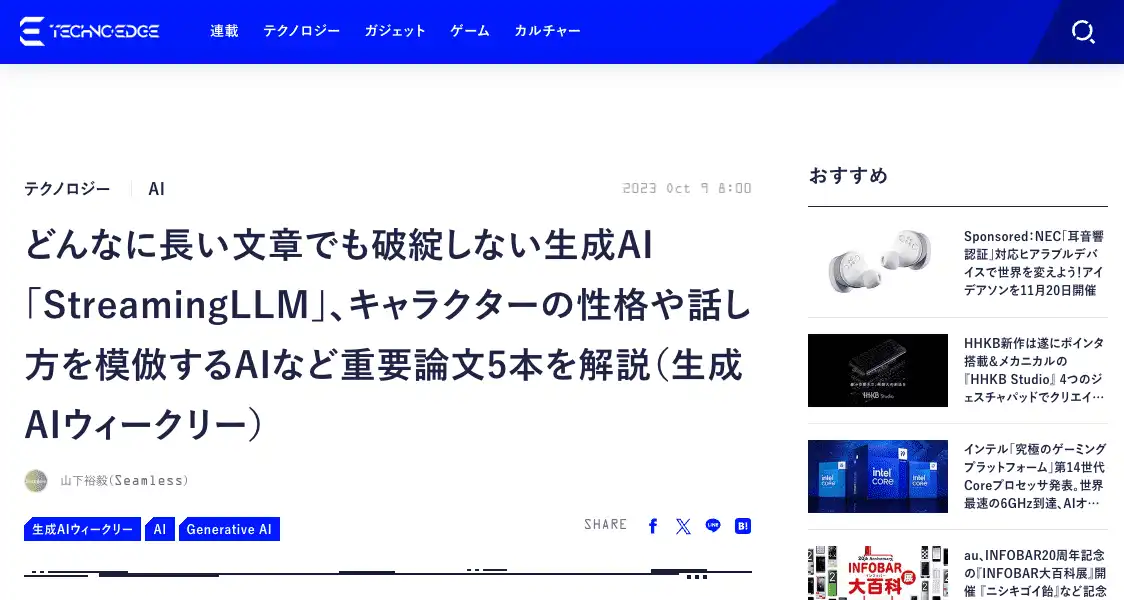 TECHNOEDGE
連載 テクノロジー ガジェット ゲーム カルチャー
テクノロジー AI
2023 Oct 9 8:00
どんなに長い文章でも破綻しない生成AI
「StreamingLLM」、キャラクターの性格や話し
方を模倣するAIなど重要論文5本を解説（生成
AIウィークリー）
山下裕毅(Seamless)
生成AIウィークリー AI Generative AI
SHARE
LINE
B!
おすすめ
Sponsored：NEC「耳音響
認証」対応ヒアラブルデバ
イスで世界を変えよう！アイ
デアソンを11月20日開催
HHKB Studio
HHKB新作は遂にポインタ
搭載＆メカニカルの
『HHKB Studio』 4つのジ
ェスチャパッドでクリエイ…
intel
CORE
i9
インテル「究極のゲーミング
プラットフォーム」第14世代
Coreプロセッサ発表。世界
最速の6GHz到達、AIオ…
20th Anniversary
INFOBAR
大百科展
au、INFOBAR20周年記念
の『INFOBAR大百科展』開
催 『ニシキゴイ飴』など記念